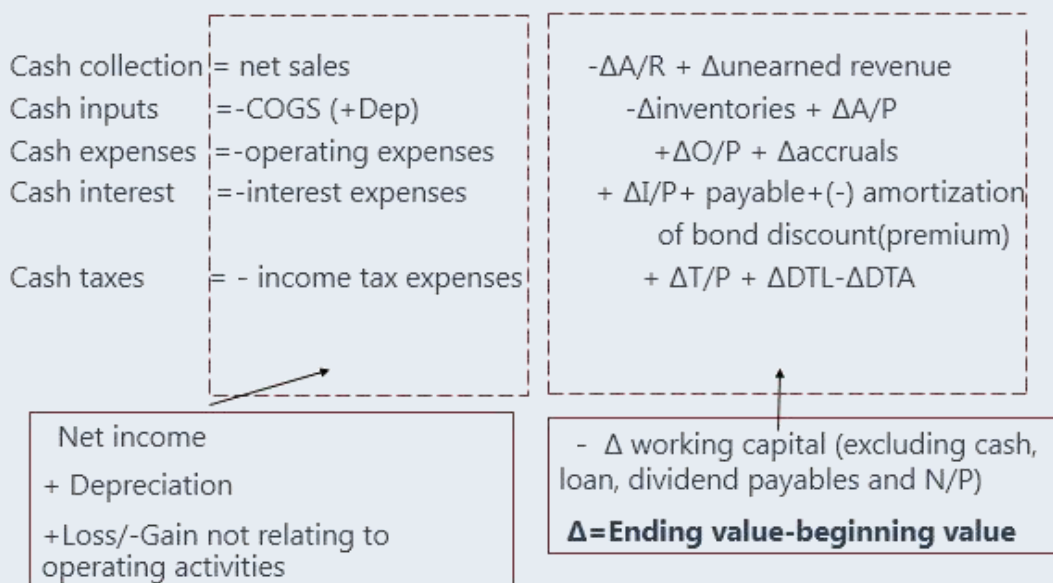 Cash collection = net sales -ΔA/R + Δunearned revenue
Cash inputs =-COGS (+Dep) -Δinventories + ΔA/P
Cash expenses =-operating expenses +ΔO/P + Δaccruals
Cash interest =-interest expenses + ΔI/P+ payable+(-) amortization
of bond discount(premium)
Cash taxes = - income tax expenses + ΔT/P + ΔDTL-ΔDTA
Net income
+ Depreciation
+Loss/-Gain not relating to
operating activities
- Δ working capital (excluding cash,
loan, dividend payables and N/P)
Δ=Ending value-beginning value